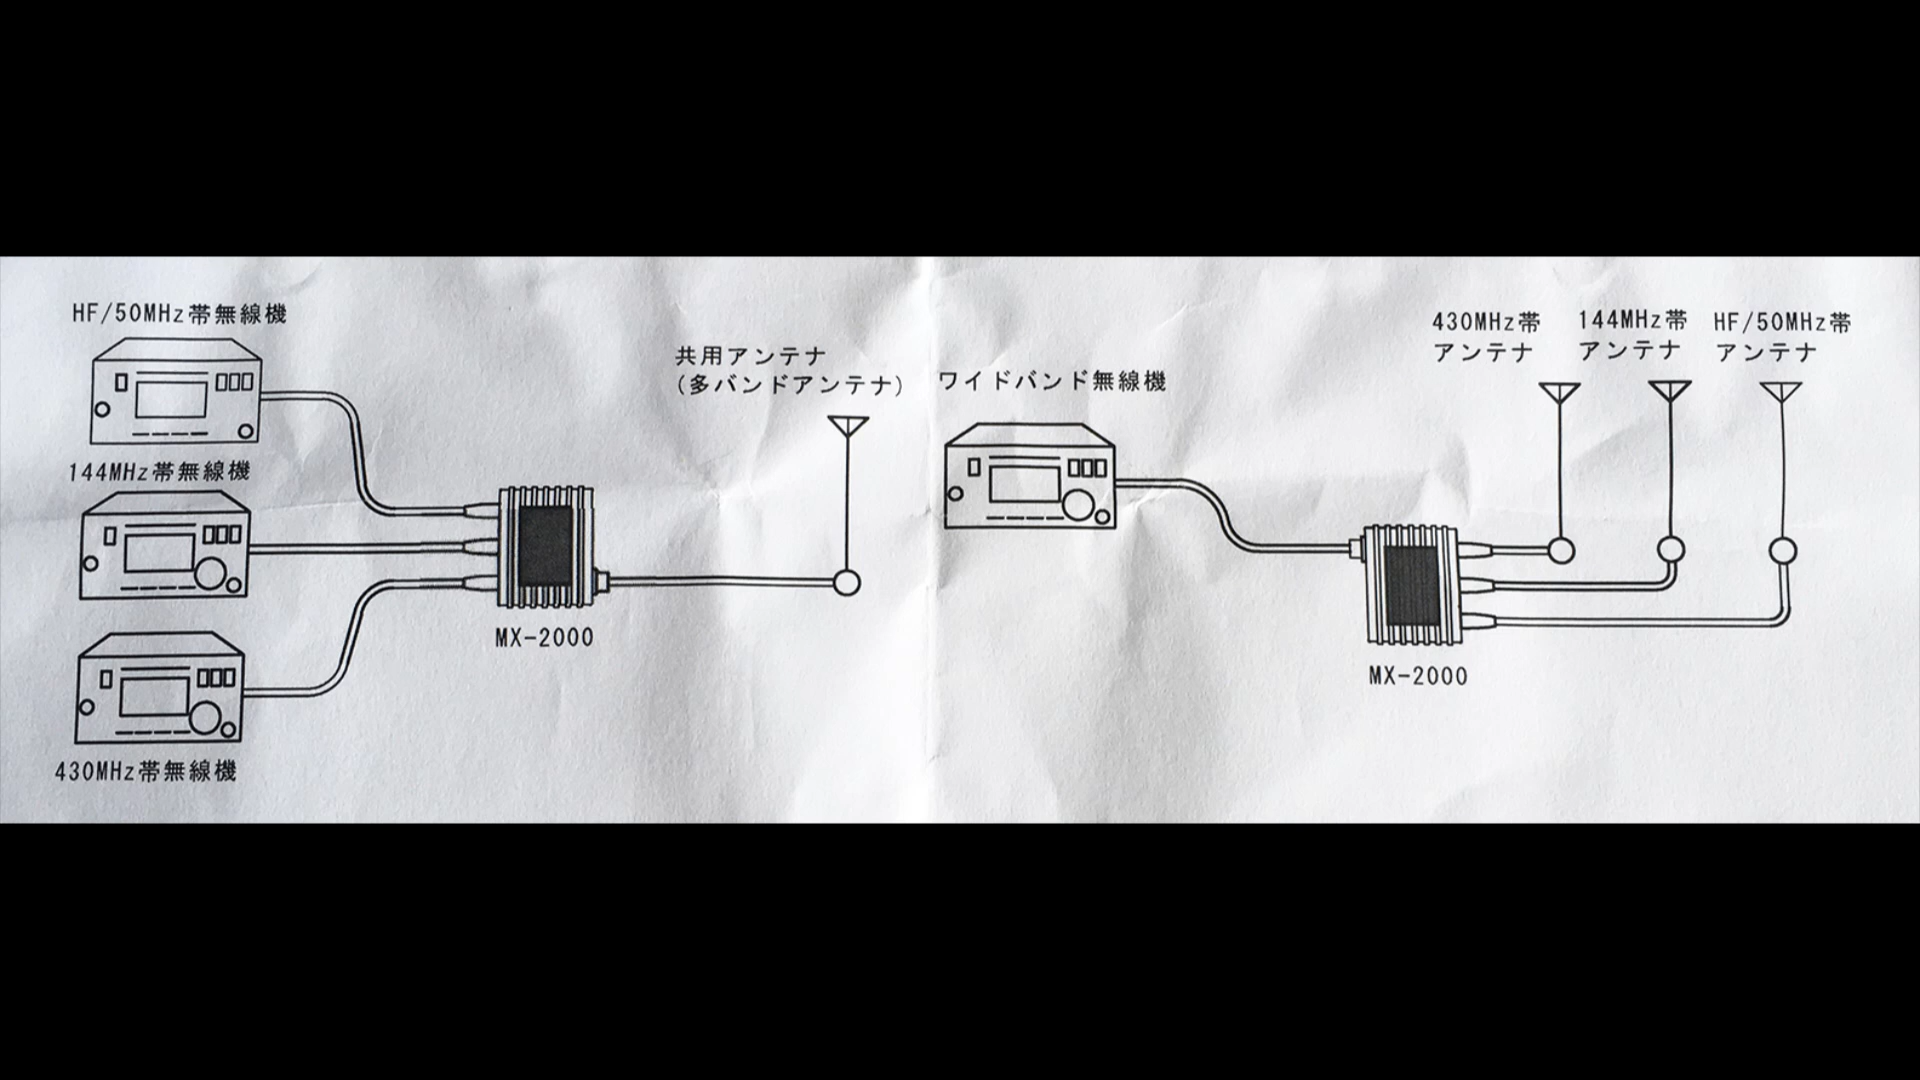 HF/50MHz帯無線機
144MHz帯無線機
430MHz帯無線機
MX-2000
共用アンテナ
(多バンドアンテナ)
ワイドバンド無線機
MX-2000
430MHz帯
アンテナ
144MHz帯
アンテナ
HF/50MHz帯
アンテナ